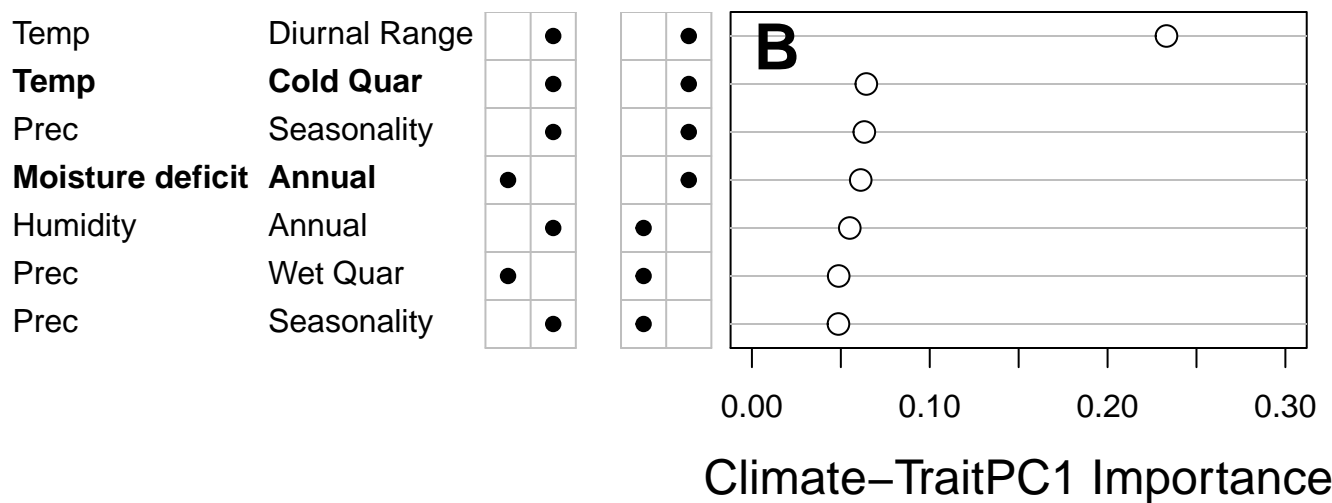 Temp Diurnal Range
B
Temp Cold Quar
Prec Seasonality
Moisture deficit Annual
Humidity Annual
Prec Wet Quar
Prec Seasonality
0.00 0.10 0.20 0.30
Climate–TraitPC1 Importance